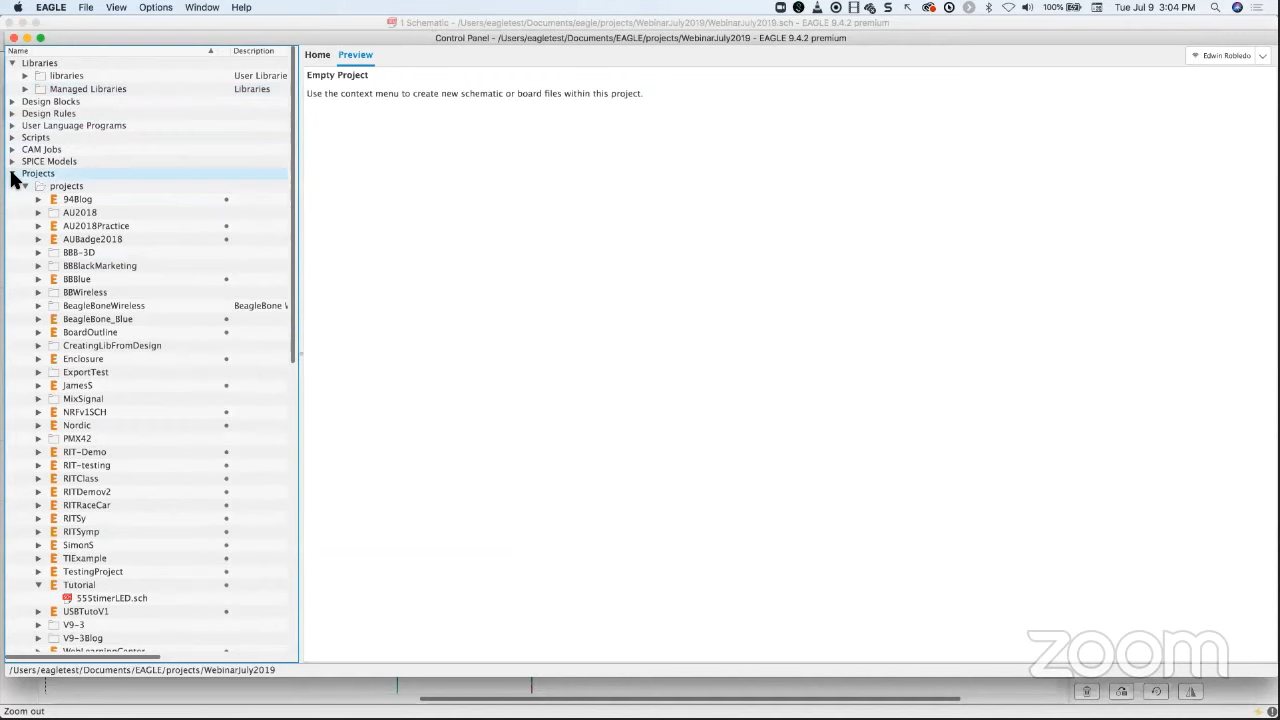 EAGLE File View Options Window Help 100% Tue Jul 9 3:04 PM
1 Schematic - /Users/eagletest/Documents/eagle/projects/WebinarJuly2019/July2019.sch - EAGLE 9.4.2 premium
Control Panel - /Users/eagletest/Documents/EAGLE/projects/WebinarJuly2019 - EAGLE 9.4.2 premium
Name Description
Home Preview
Edwin Robledo
Libraries
libraries User Librarie
Managed Libraries Libraries
Design Blocks
Design Rules
User Language Programs
Scripts
CAM Jobs
SPICE Models
Projects
projects
94Blog
AU2018
AU2018Practice
AUBadge2018
BBB-3D
BBBlackMarketing
BBBlue
BBWireless
BeagleBoneWireless BeagleBone W
BeagleBone_Blue
BoardOutline
CreatingLibFromDesign
Enclosure
ExportTest
JamesS
MixSignal
NRFv1SCH
Nordic
PMX42
RIT-Demo
RIT-testing
RITClass
RITDemov2
RITRaceCar
RITSy
RITSymp
SimonS
TIExample
TestingProject
Tutorial
555timerLED.sch
USBTutoV1
V9-3
V9-3Blog
WebLearningCenter
Empty Project
Use the context menu to create new schematic or board files within this project.
zoom
/Users/eagletest/Documents/EAGLE/projects/WebinarJuly2019
Zoom out